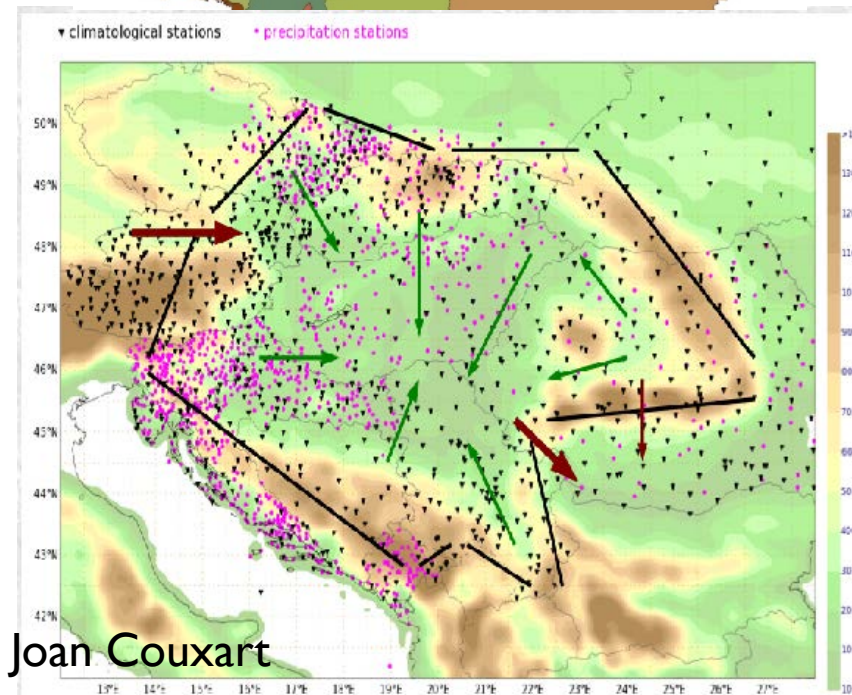 climatological stations precipitation stations
50°N
49°N
48°N
47°N
46°N
45°N
44°N
43°N
42°N
Joan Couxart
13°E 14°E 15°E 16°E 17°E 18°E 19°E 20°E 21°E 22°E 23°E 24°E 25°E 26°E 27°E